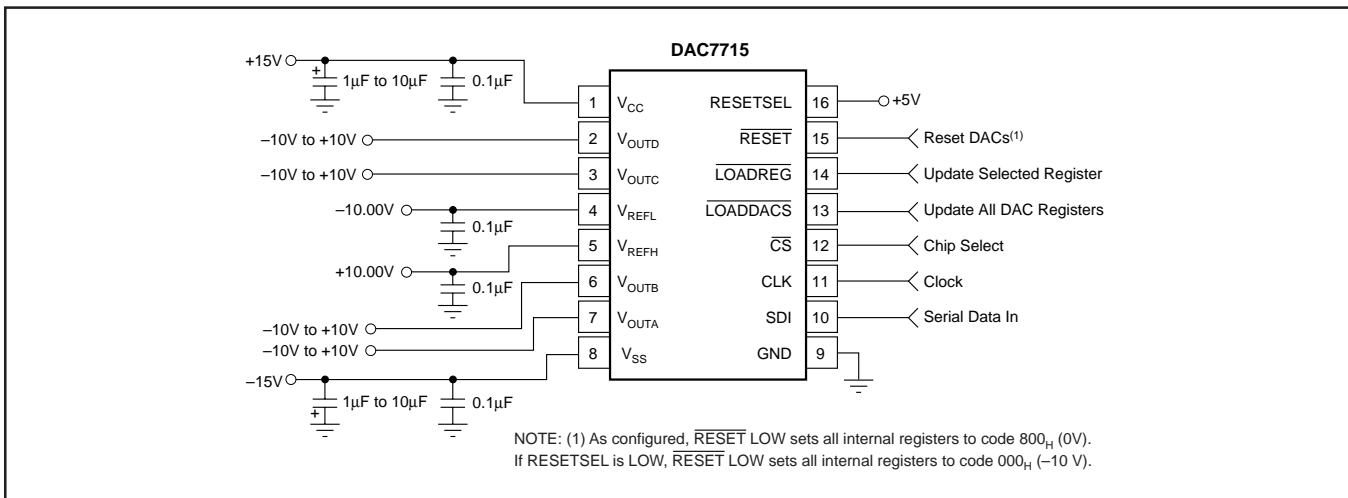 DAC7715
+15V
+
1µF to 10µF
0.1µF
1
VCC
RESETSEL
16
+5V
–10V to +10V
2
VOUTD
RESET
15
Reset DACs(1)
–10V to +10V
3
VOUTC
LOADREG
14
Update Selected Register
–10.00V
4
VREFL
LOADDACS
13
Update All DAC Registers
0.1µF
5
VREFH
CS
12
Chip Select
+10.00V
0.1µF
6
VOUTB
CLK
11
Clock
–10V to +10V
7
VOUTA
SDI
10
Serial Data In
–10V to +10V
8
VSS
GND
9
–15V
1µF to 10µF
+
0.1µF
NOTE: (1) As configured, RESET LOW sets all internal registers to code 800H (0V).
If RESETSEL is LOW, RESET LOW sets all internal registers to code 000H (–10 V).